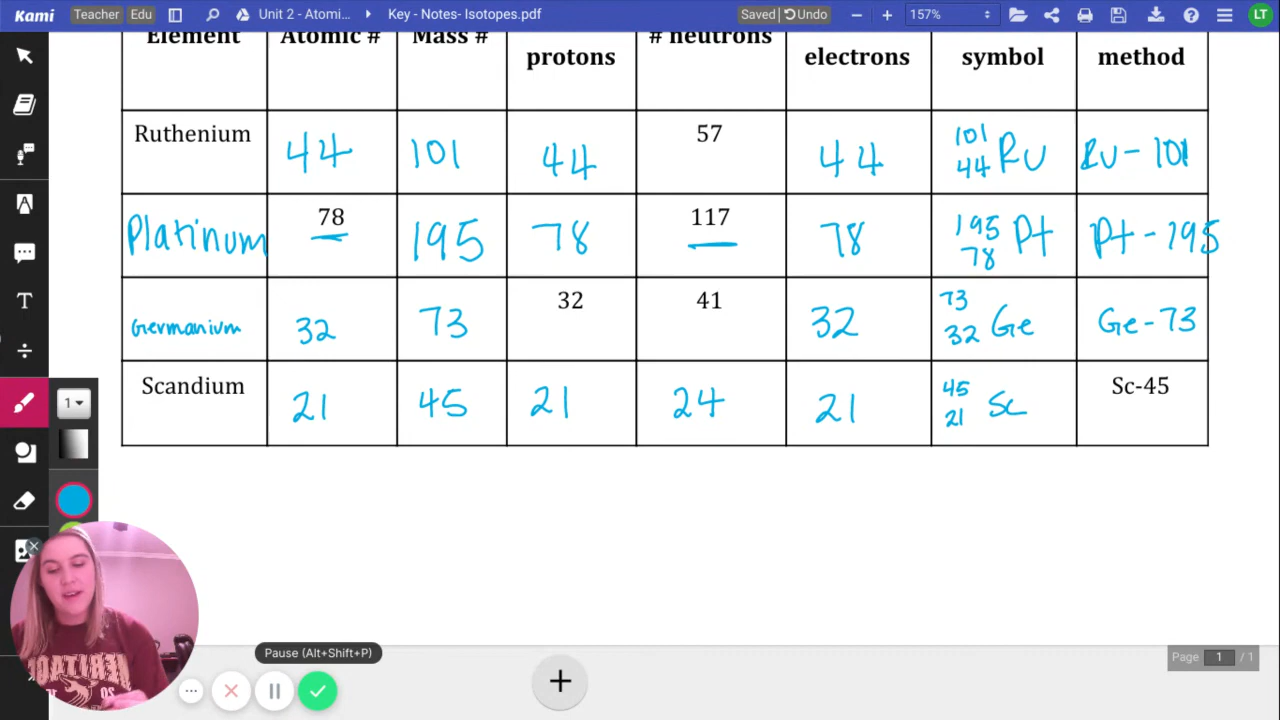 Kami Teacher Edu Unit 2 - Atomi... Key - Notes- Isotopes.pdf Saved Undo 157% LT
Element Atomic # Mass # protons # neutrons electrons symbol method
Ruthenium 44 101 44 57 44 101 44 Ru Ru - 101
Platinum 78 195 78 117 78 195 78 Pt Pt - 195
Germanium 32 73 32 41 32 73 32 Ge Ge - 73
Scandium 21 45 21 24 21 45 21 Sc Sc-45
T
1
Pause (Alt+Shift+P)
Page 1 / 1